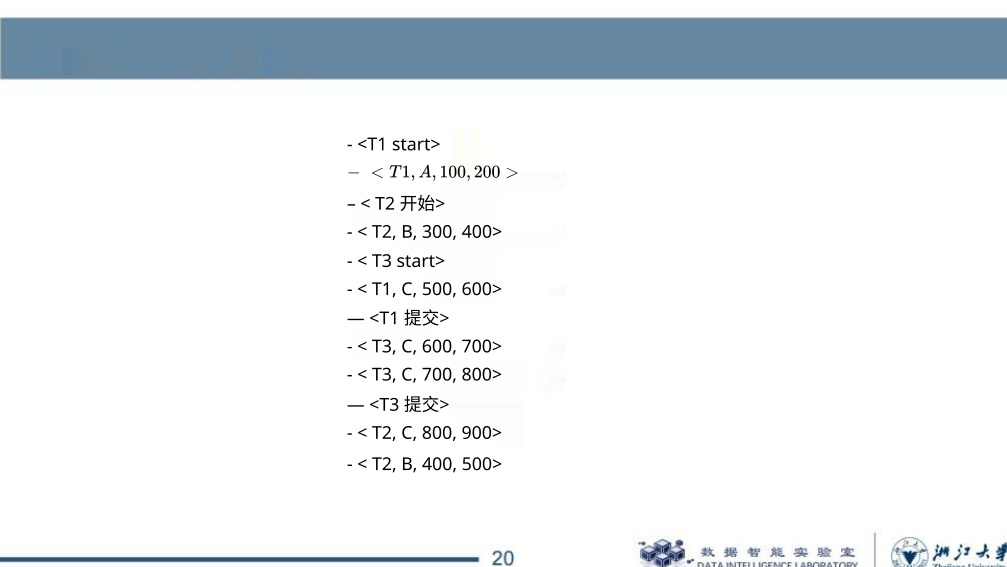 - <T1 start>
− < T1, A, 100, 200 >
– < T2 开始>
- < T2, B, 300, 400>
- < T3 start>
- < T1, C, 500, 600>
— <T1 提交>
- < T3, C, 600, 700>
- < T3, C, 700, 800>
— <T3 提交>
- < T2, C, 800, 900>
- < T2, B, 400, 500>
20
数据智能实验室
DATA INTELLIGENCE LABORATORY
浙江大学
Zhejiang University